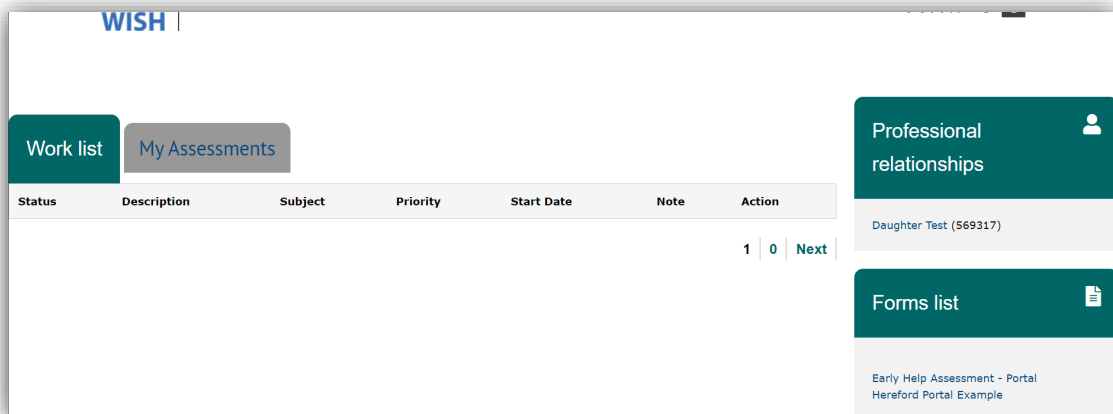 WISH
Work list
My Assessments
Status Description Subject Priority Start Date Note Action
1 0 Next
Professional
relationships
Daughter Test (569317)
Forms list
Early Help Assessment - Portal
Hereford Portal Example